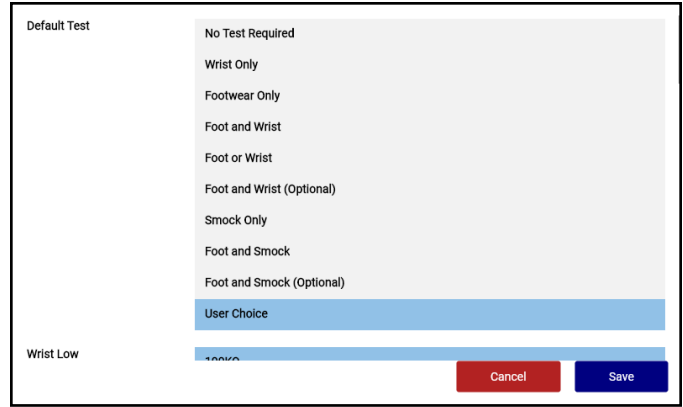 Default Test
No Test Required
Wrist Only
Footwear Only
Foot and Wrist
Foot or Wrist
Foot and Wrist (Optional)
Smock Only
Foot and Smock
Foot and Smock (Optional)
User Choice
Wrist Low
Cancel
Save